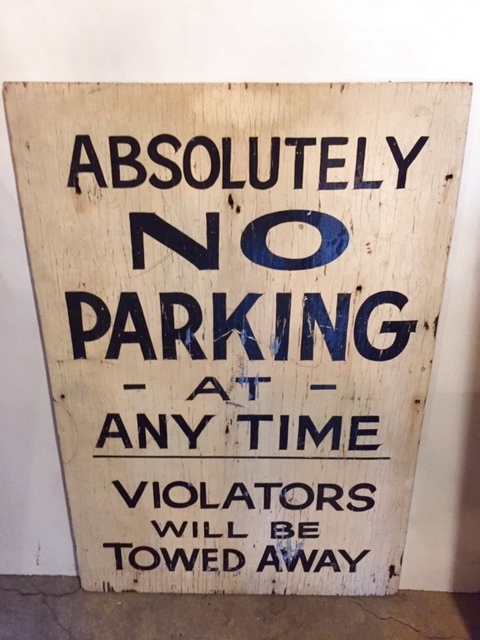 ABSOLUTELY
NO
PARKING
- AT -
ANY TIME
VIOLATORS
WILL BE
TOWED AWAY